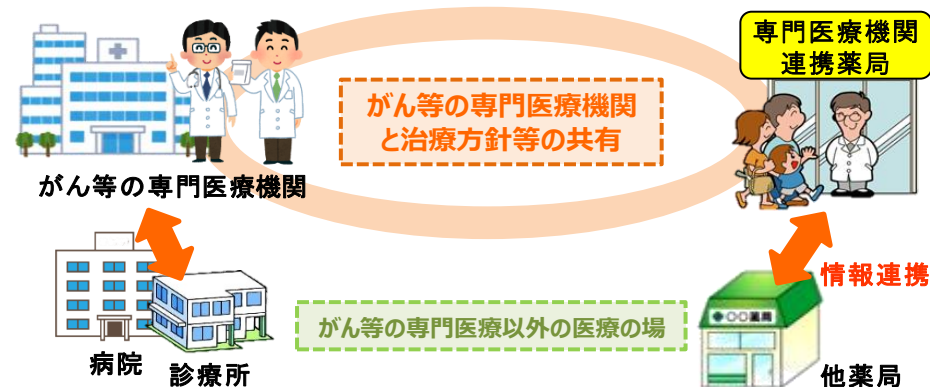 専門医療機関
連携薬局
がん等の専門医療機関
と治療方針等の共有
がん等の専門医療機関
情報連携
○○薬局
がん等の専門医療以外の医療の場
病院
診療所
他薬局